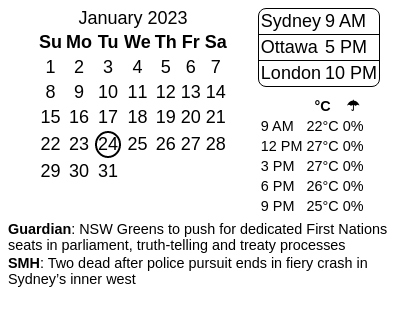 January 2023
Su Mo Tu We Th Fr Sa
1 2 3 4 5 6 7
8 9 10 11 12 13 14
15 16 17 18 19 20 21
22 23 24 25 26 27 28
29 30 31
Sydney 9 AM
Ottawa 5 PM
London 10 PM
°C ☂
9 AM 22°C 0%
12 PM 27°C 0%
3 PM 27°C 0%
6 PM 26°C 0%
9 PM 25°C 0%
Guardian: NSW Greens to push for dedicated First Nations
seats in parliament, truth-telling and treaty processes
SMH: Two dead after police pursuit ends in fiery crash in
Sydney’s inner west